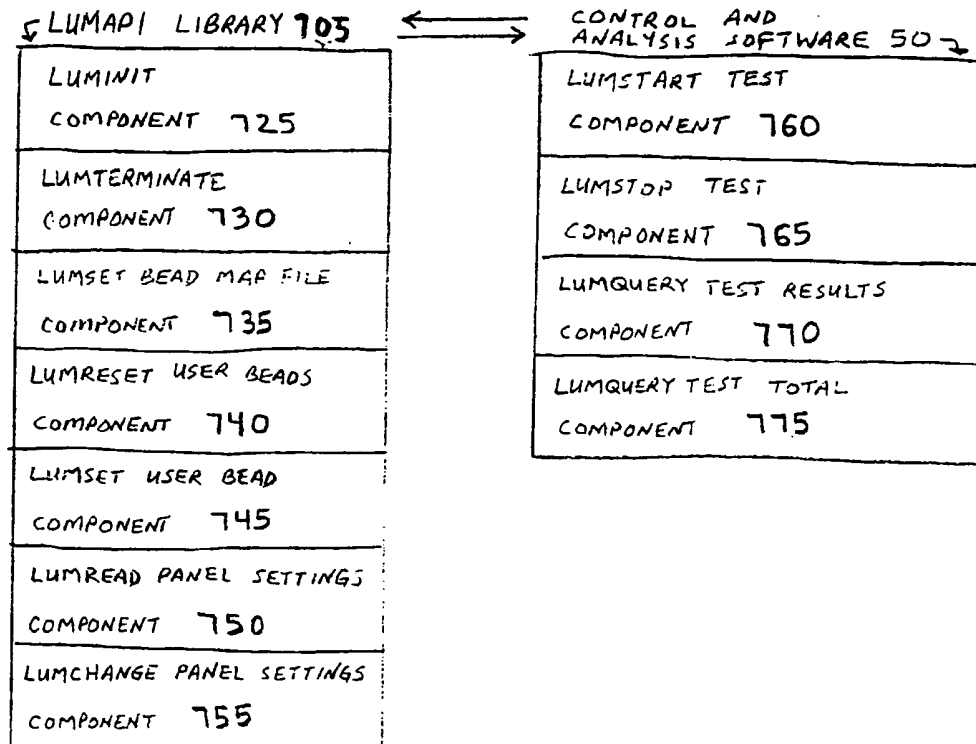 LUMAPI LIBRARY 705
LUMINIT
COMPONENT 725
LUMTERMINATE
COMPONENT 730
LUMSET BEAD MAP FILE
COMPONENT 735
LUMRESET USER BEADS
COMPONENT 740
LUMSET USER BEAD
COMPONENT 745
LUMREAD PANEL SETTINGS
COMPONENT 750
LUMCHANGE PANEL SETTINGS
COMPONENT 755
CONTROL AND
ANALYSIS SOFTWARE 50
LUMSTART TEST
COMPONENT 760
LUMSTOP TEST
COMPONENT 765
LUMQUERY TEST RESULTS
COMPONENT 770
LUMQUERY TEST TOTAL
COMPONENT 775